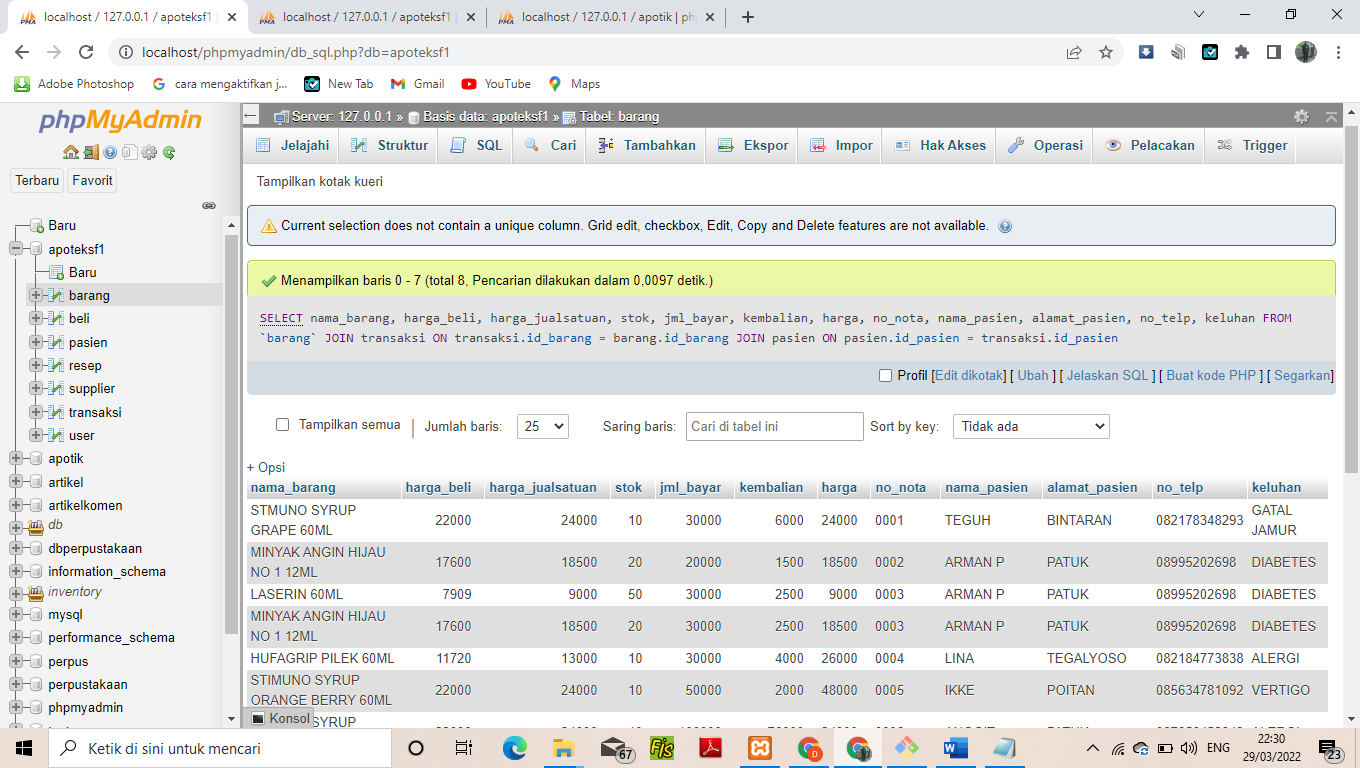 localhost / 127.0.0.1 / apoteksf1
localhost / 127.0.0.1 / apoteksf1
localhost / 127.0.0.1 / apotik | ph
localhost/phpmyadmin/db_sql.php?db=apoteksf1
Adobe Photoshop
cara mengaktifkan j...
New Tab
Gmail
YouTube
Maps
phpMyAdmin
Terbaru
Favorit
Baru
apoteksf1
Baru
barang
beli
pasien
resep
supplier
transaksi
user
apotik
artikel
artikelkomen
db
dbperpustakaan
information_schema
inventory
mysql
performance_schema
perpus
perpustakaan
phpmyadmin
Server: 127.0.0.1 » Basis data: apoteksf1 » Tabel: barang
Jelajahi Struktur SQL Cari Tambahkan Ekspor Impor Hak Akses Operasi Pelacakan Trigger
Tampilkan kotak kueri
Current selection does not contain a unique column. Grid edit, checkbox, Edit, Copy and Delete features are not available.
Menampilkan baris 0 - 7 (total 8, Pencarian dilakukan dalam 0,0097 detik.)
SELECT nama_barang, harga_beli, harga_jualsatuan, stok, jml_bayar, kembalian, harga, no_nota, nama_pasien, alamat_pasien, no_telp, keluhan FROM
`barang` JOIN transaksi ON transaksi.id_barang = barang.id_barang JOIN pasien ON pasien.id_pasien = transaksi.id_pasien
Profil [Edit dikotak] [ Ubah ] [ Jelaskan SQL ] [ Buat kode PHP ] [ Segarkan]
Tampilkan semua | Jumlah baris: 25 Saring baris: Cari di tabel ini Sort by key: Tidak ada
+ Opsi
nama_barang harga_beli harga_jualsatuan stok jml_bayar kembalian harga no_nota nama_pasien alamat_pasien no_telp keluhan
STMUNO SYRUP GRAPE 60ML 22000 24000 10 30000 6000 24000 0001 TEGUH BINTARAN 082178348293 GATAL JAMUR
MINYAK ANGIN HIJAU NO 1 12ML 17600 18500 20 20000 1500 18500 0002 ARMAN P PATUK 08995202698 DIABETES
LASERIN 60ML 7909 9000 50 30000 2500 9000 0003 ARMAN P PATUK 08995202698 DIABETES
MINYAK ANGIN HIJAU NO 1 12ML 17600 18500 20 30000 2500 18500 0003 ARMAN P PATUK 08995202698 DIABETES
HUFAGRIP PILEK 60ML 11720 13000 10 30000 4000 26000 0004 LINA TEGALYOSO 082184773838 ALERGI
STIMUNO SYRUP ORANGE BERRY 60ML 22000 24000 10 50000 2000 48000 0005 IKKE POITAN 085634781092 VERTIGO
SYRUP
Konsol
Ketik di sini untuk mencari
67
ENG
22:30
29/03/2022
23